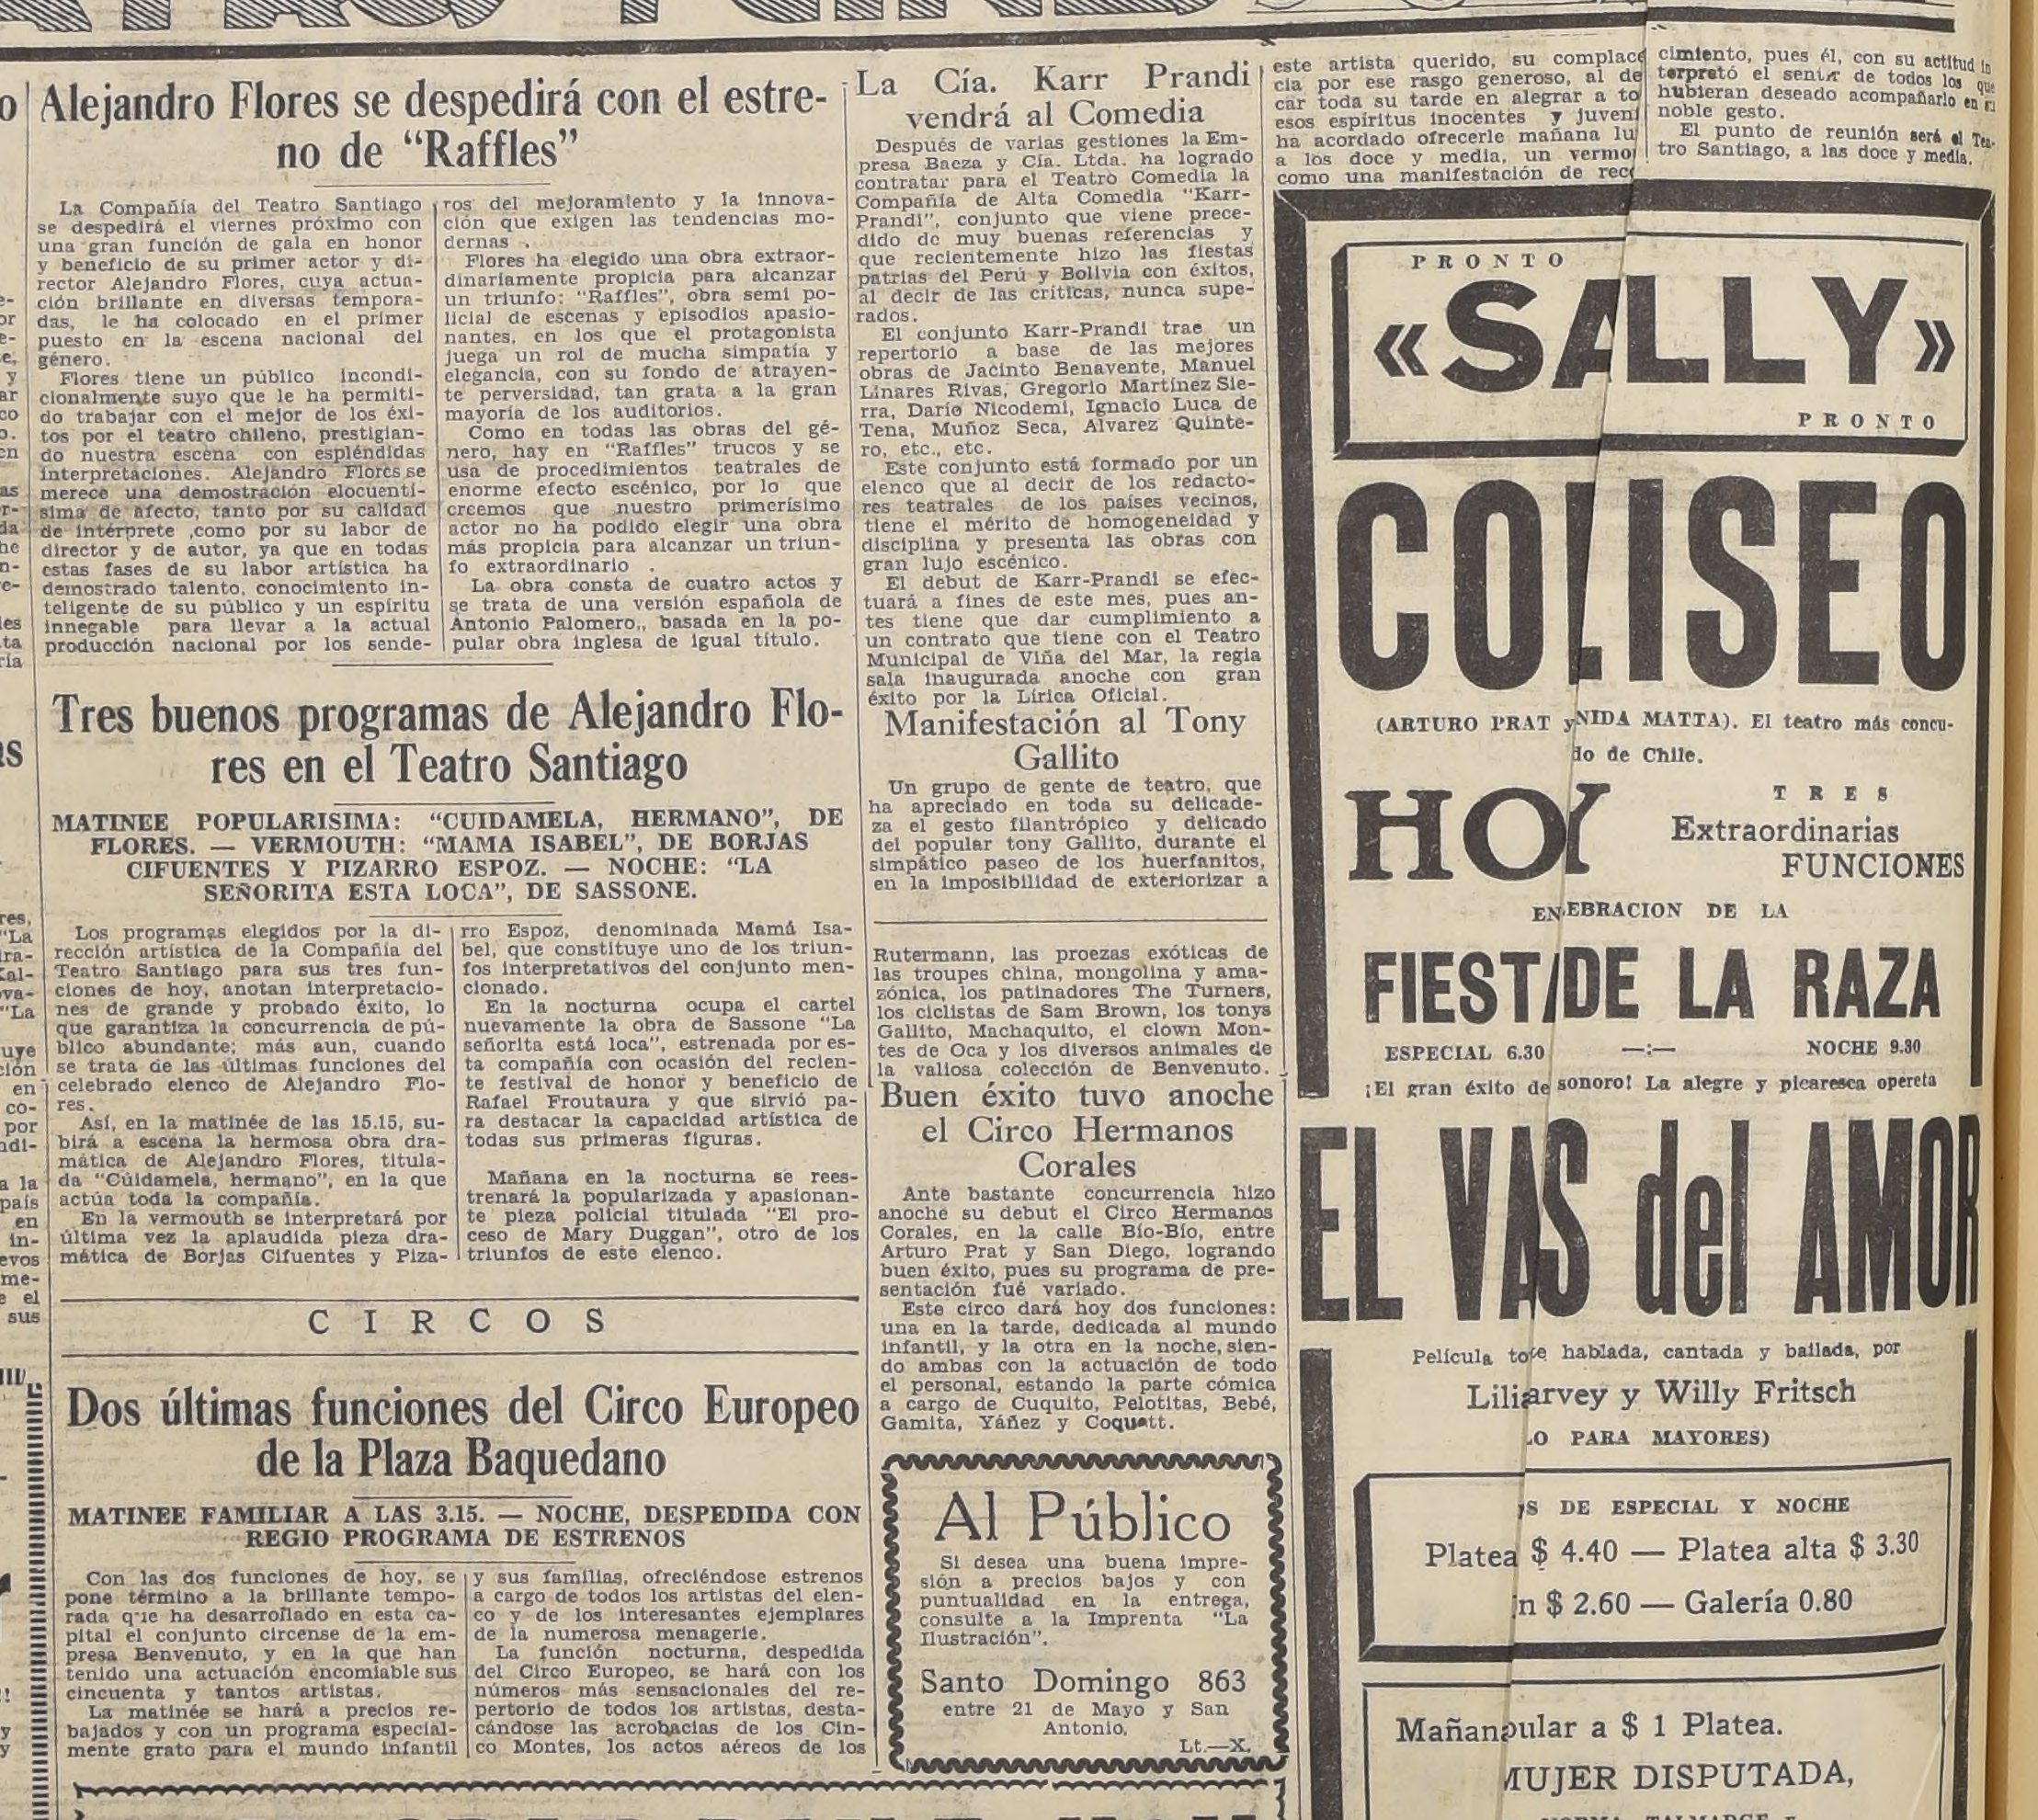 Alejandro Flores se despedirá con el estre-
no de “Raffles”
La Compañía del Teatro Santiago
se despedirá el viernes próximo con
una gran función de gala en honor
y beneficio de su primer actor y di-
rector Alejandro Flores, cuya actua-
ción brillante en diversas tempora-
das, le ha colocado en el primer
puesto en la escena nacional del
género.
Flores tiene un público incondi-
cionalmente suyo que le ha permiti-
do trabajar con el mejor de los éxi-
tos por el teatro chileno, prestigian-
do nuestra escena con espléndidas
interpretaciones. Alejandro Flores se
merece una demostración elocuentí-
sima de afecto, tanto por su calidad
de intérprete ,como por su labor de
director y de autor, ya que en todas
estas fases de su labor artística ha
demostrado talento, conocimiento in-
teligente de su público y un espíritu
innegable para llevar a la actual
producción nacional por los sende-
ros del mejoramiento y la innova-
ción que exigen las tendencias mo-
dernas .
Flores ha elegido una obra extraor-
dinariamente propicia para alcanzar
un triunfo: “Raffles”, obra semi po-
licial de escenas y episodios apasio-
nantes, en los que el protagonista
juega un rol de mucha simpatía y
elegancia, con su fondo de atrayen-
te perversidad, tan grata a la gran
mayoría de los auditorios.
Como en todas las obras del gé-
nero, hay en “Raffles” trucos y se
usa de procedimientos teatrales de
enorme efecto escénico, por lo que
creemos que nuestro primerísimo
actor no ha podido elegir una obra
más propicia para alcanzar un triun-
fo extraordinario .
La obra consta de cuatro actos y
se trata de una versión española de
Antonio Palomero,, basada en la po-
pular obra inglesa de igual título.
Tres buenos programas de Alejandro Flo-
res en el Teatro Santiago
MATINEE POPULARISIMA: “CUIDAMELA, HERMANO”, DE
FLORES. — VERMOUTH: “MAMA ISABEL”, DE BORJAS
CIFUENTES Y PIZARRO ESPOZ. — NOCHE: “LA
SEÑORITA ESTA LOCA”, DE SASSONE.
Los programas elegidos por la di-
rección artística de la Compañía del
Teatro Santiago para sus tres fun-
ciones de hoy, anotan interpretacio-
nes de grande y probado éxito, lo
que garantiza la concurrencia de pú-
blico abundante; más aun, cuando
se trata de las últimas funciones del
celebrado elenco de Alejandro Flo-
res.
Así, en la matinée de las 15.15, su-
birá a escena la hermosa obra dra-
mática de Alejandro Flores, titula-
da “Cúidamela, hermano”, en la que
actúa toda la compañía.
En la vermouth se interpretará por
última vez la aplaudida pieza dra-
mática de Borjas Cifuentes y Piza-
rro Espoz, denominada Mamá Isa-
bel, que constituye uno de los triun-
fos interpretativos del conjunto men-
cionado.
En la nocturna ocupa el cartel
nuevamente la obra de Sassone “La
señorita está loca”, estrenada por es-
ta compañía con ocasión del recien-
te festival de honor y beneficio de
Rafael Froutaura y que sirvió pa-
ra destacar la capacidad artística de
todas sus primeras figuras.
Mañana en la nocturna se rees-
trenará la popularizada y apasionan-
te pieza policial titulada “El pro-
ceso de Mary Duggan”, otro de los
triunfos de este elenco.
CIRCOS
Dos últimas funciones del Circo Europeo
de la Plaza Baquedano
MATINEE FAMILIAR A LAS 3.15. — NOCHE, DESPEDIDA CON
REGIO PROGRAMA DE ESTRENOS
Con las dos funciones de hoy, se
pone término a la brillante tempo-
rada que ha desarrollado en esta ca-
pital el conjunto circense de la em-
presa Benvenuto, y en la que han
tenido una actuación encomiable sus
cincuenta y tantos artistas.
La matinée se hará a precios re-
bajados y con un programa especial-
mente grato para el mundo infantil
y sus familias, ofreciéndose estrenos
a cargo de todos los artistas del elen-
co y de los interesantes ejemplares
de la numerosa menagerie.
La función nocturna, despedida
del Circo Europeo, se hará con los
números más sensacionales del re-
pertorio de todos los artistas, desta-
cándose las acrobacias de los Cin-
co Montes, los actos aéreos de los
La Cía. Karr Prandi
vendrá al Comedia
Después de varias gestiones la Em-
presa Baeza y Cía. Ltda. ha logrado
contratar para el Teatro Comedia la
Compañía de Alta Comedia “Karr-
Prandi”, conjunto que viene prece-
dido de muy buenas referencias y
que recientemente hizo las fiestas
patrias del Perú y Bolivia con éxitos,
al decir de las críticas, nunca supe-
rados.
El conjunto Karr-Prandi trae un
repertorio a base de las mejores
obras de Jacinto Benavente, Manuel
Linares Rivas, Gregorio Martínez Sie-
rra, Darío Nicodemi, Ignacio Luca de
Tena, Muñoz Seca, Alvarez Quinte-
ro, etc., etc.
Este conjunto está formado por un
elenco que al decir de los redacto-
res teatrales de los países vecinos,
tiene el mérito de homogeneidad y
disciplina y presenta las obras con
gran lujo escénico.
El debut de Karr-Prandi se efec-
tuará a fines de este mes, pues an-
tes tiene que dar cumplimiento a
un contrato que tiene con el Teatro
Municipal de Viña del Mar, la regia
sala inaugurada anoche con gran
éxito por la Lírica Oficial.
Manifestación al Tony
Gallito
Un grupo de gente de teatro, que
ha apreciado en toda su delicade-
za el gesto filantrópico y delicado
del popular tony Gallito, durante el
simpático paseo de los huerfanitos,
en la imposibilidad de exteriorizar a
Rutermann, las proezas exóticas de
las troupes china, mongolina y ama-
zónica, los patinadores The Turners,
los ciclistas de Sam Brown, los tonys
Gallito, Machaquito, el clown Mon-
tes de Oca y los diversos animales de
la valiosa colección de Benvenuto.
Buen éxito tuvo anoche
el Circo Hermanos
Corales
Ante bastante concurrencia hizo
anoche su debut el Circo Hermanos
Corales, en la calle Bío-Bío, entre
Arturo Prat y San Diego, logrando
buen éxito, pues su programa de pre-
sentación fué variado.
Este circo dará hoy dos funciones:
una en la tarde, dedicada al mundo
infantil, y la otra en la noche, sien-
do ambas con la actuación de todo
el personal, estando la parte cómica
a cargo de Cuquito, Pelotitas, Bebé,
Gamita, Yáñez y Coquett.
Al Público
Si desea una buena impre-
sión a precios bajos y con
puntualidad en la entrega,
consulte a la Imprenta “La
Ilustración”.
Santo Domingo 863
entre 21 de Mayo y San
Antonio.
Lt.—X.
este artista querido, su complace
cia por ese rasgo generoso, al de
car toda su tarde en alegrar a to
esos espíritus inocentes y juveni
ha acordado ofrecerle mañana lu
a los doce y media, un vermo
como una manifestación de rec
cimiento, pues él, con su actitud in
terpretó el sentir de todos los que
hubieran deseado acompañarlo en
noble gesto.
El punto de reunión será el Tea-
tro Santiago, a las doce y media.
PRONTO
«SALLY»
PRONTO
COLISEO
(ARTURO PRAT y NIDA MATTA). El teatro más concu-
do de Chile.
HOY
TRES
Extraordinarias
FUNCIONES
EN EBRACION DE LA
FIESTA DE LA RAZA
ESPECIAL 6.30 —:— NOCHE 9.30
¡El gran éxito de sonoro! La alegre y picaresca opereta
EL VAS del AMOR
Película tote hablada, cantada y bailada, por
Lili arvey y Willy Fritsch
LO PARA MAYORES)
S DE ESPECIAL Y NOCHE
Platea $ 4.40 — Platea alta $ 3.30
n $ 2.60 — Galería 0.80
Mañan pular a $ 1 Platea.
MUJER DISPUTADA,